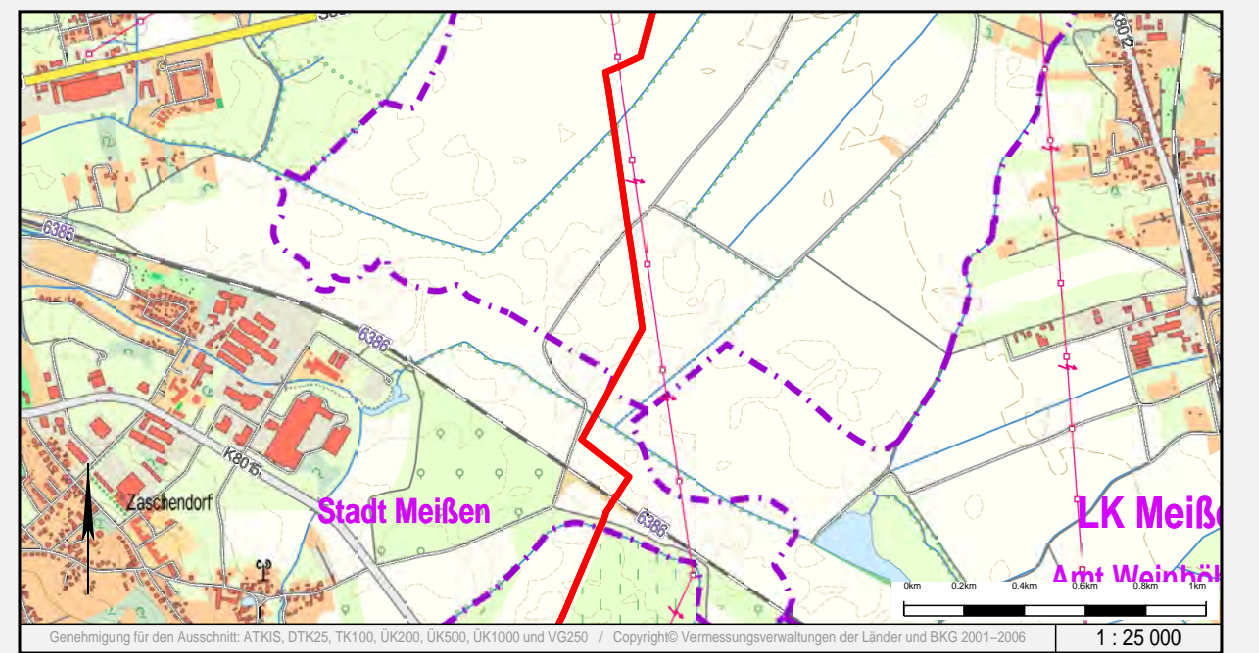 K8012
6386
6386
K8015
Zaschendorf
Stadt Meißen
6386
LK Meiß
Amt Weinböh
0km 0.2km 0.4km 0.6km 0.8km 1km
Genehmigung für den Ausschnitt: ATKIS, DTK25, TK100, ÜK200, ÜK500, ÜK1000 und VG250 / Copyright© Vermessungsverwaltungen der Länder und BKG 2001–2006
1 : 25 000